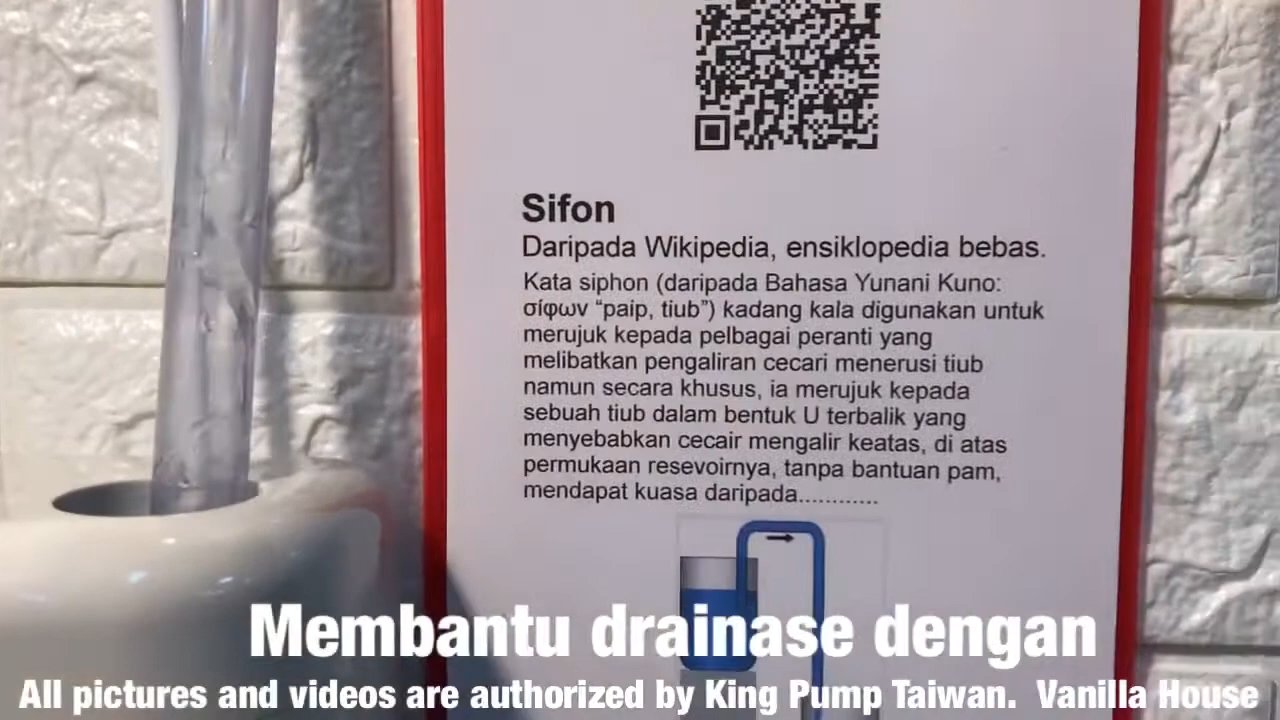 Sifon
Daripada Wikipedia, ensiklopedia bebas.
Kata siphon (daripada Bahasa Yunani Kuno:
σίφων “paip, tiub”) kadang kala digunakan untuk
merujuk kepada pelbagai peranti yang
melibatkan pengaliran cecari menerusi tiub
namun secara khusus, ia merujuk kepada
sebuah tiub dalam bentuk U terbalik yang
menyebabkan cecair mengalir keatas, di atas
permukaan resevoirnya, tanpa bantuan pam,
mendapat kuasa daripada............
Membantu drainase dengan
All pictures and videos are authorized by King Pump Taiwan. Vanilla House